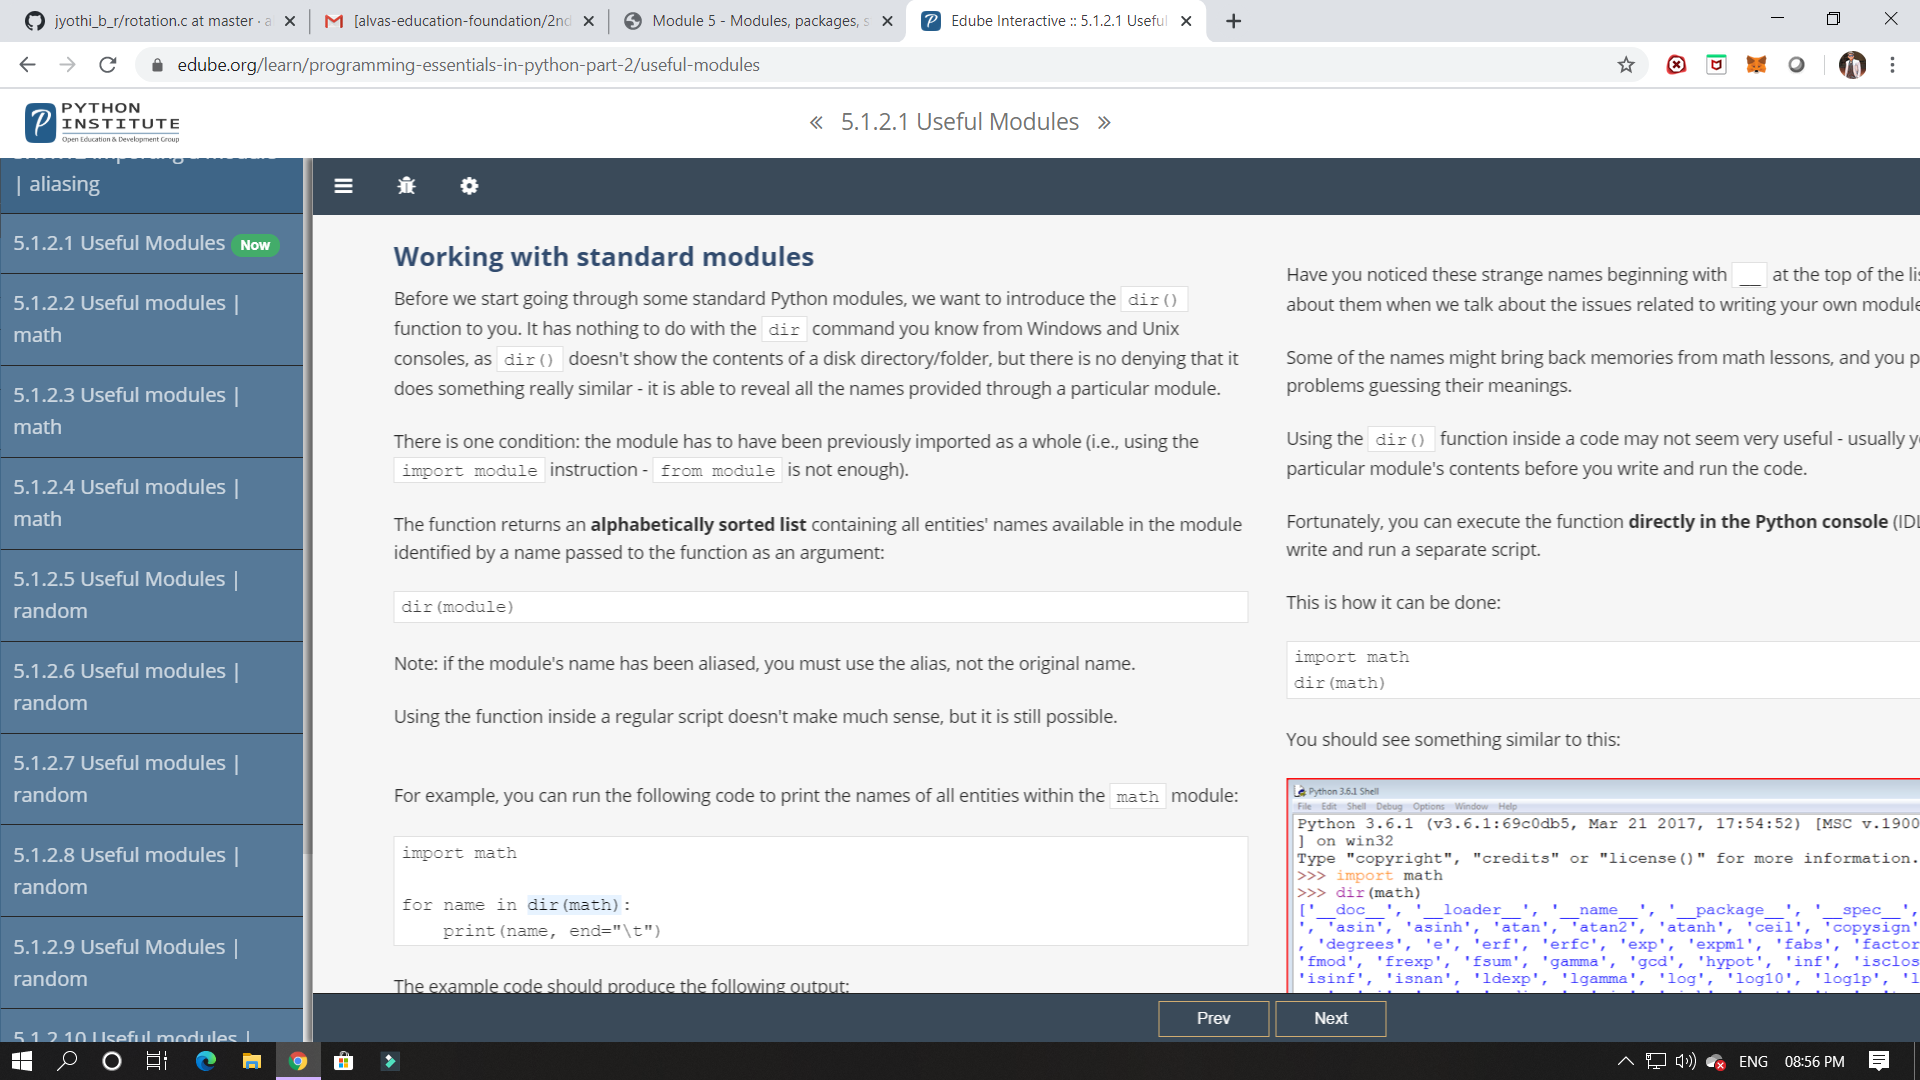 jyothi_b_r/rotation.c at master · a
[alvas-education-foundation/2nd
Module 5 - Modules, packages, s
Edube Interactive :: 5.1.2.1 Useful
edube.org/learn/programming-essentials-in-python-part-2/useful-modules
PYTHON
INSTITUTE
Open Education & Development Group
« 5.1.2.1 Useful Modules »
| aliasing
5.1.2.1 Useful Modules Now
5.1.2.2 Useful modules |
math
5.1.2.3 Useful modules |
math
5.1.2.4 Useful modules |
math
5.1.2.5 Useful Modules |
random
5.1.2.6 Useful modules |
random
5.1.2.7 Useful modules |
random
5.1.2.8 Useful modules |
random
5.1.2.9 Useful Modules |
random
5.1.2.10 Useful modules |
Working with standard modules
Before we start going through some standard Python modules, we want to introduce the dir()
function to you. It has nothing to do with the dir command you know from Windows and Unix
consoles, as dir() doesn't show the contents of a disk directory/folder, but there is no denying that it
does something really similar - it is able to reveal all the names provided through a particular module.
There is one condition: the module has to have been previously imported as a whole (i.e., using the
import module instruction - from module is not enough).
The function returns an alphabetically sorted list containing all entities' names available in the module
identified by a name passed to the function as an argument:
dir(module)
Note: if the module's name has been aliased, you must use the alias, not the original name.
Using the function inside a regular script doesn't make much sense, but it is still possible.
For example, you can run the following code to print the names of all entities within the math module:
import math
for name in dir(math):
    print(name, end="\t")
The example code should produce the following output:
Have you noticed these strange names beginning with __ at the top of the lis
about them when we talk about the issues related to writing your own module
Some of the names might bring back memories from math lessons, and you p
problems guessing their meanings.
Using the dir() function inside a code may not seem very useful - usually yo
particular module's contents before you write and run the code.
Fortunately, you can execute the function directly in the Python console (IDL
write and run a separate script.
This is how it can be done:
import math
dir(math)
You should see something similar to this:
Python 3.6.1 Shell
File Edit Shell Debug Options Window Help
Python 3.6.1 (v3.6.1:69c0db5, Mar 21 2017, 17:54:52) [MSC v.1900
] on win32
Type "copyright", "credits" or "license()" for more information.
>>> import math
>>> dir(math)
['__doc__', '__loader__', '__name__', '__package__', '__spec__',
', 'asin', 'asinh', 'atan', 'atan2', 'atanh', 'ceil', 'copysign'
, 'degrees', 'e', 'erf', 'erfc', 'exp', 'expm1', 'fabs', 'factor
'fmod', 'frexp', 'fsum', 'gamma', 'gcd', 'hypot', 'inf', 'isclos
'isinf', 'isnan', 'ldexp', 'lgamma', 'log', 'log10', 'log1p', 'l
Prev Next
ENG 08:56 PM